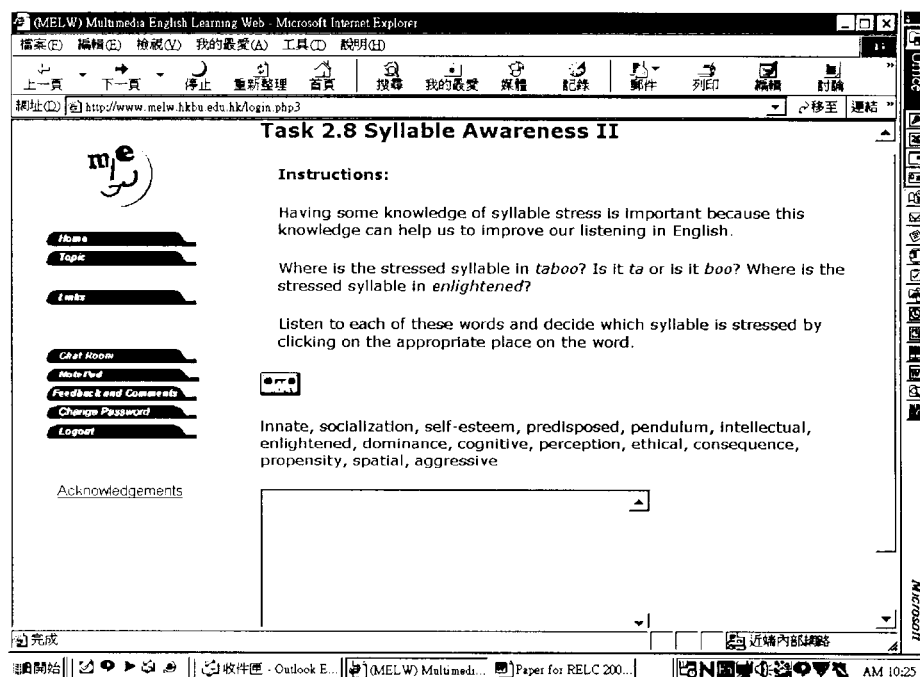 (MELW) Multimedia English Learning Web - Microsoft Internet Explorer
檔案(F) 編輯(E) 檢視(V) 我的最愛(A) 工具(T) 說明(H)
上一頁 下一頁 停止 重新整理 首頁 搜尋 我的最愛 媒體 記錄 郵件 列印 編輯 討論
網址(D) http://www.melw.hkbu.edu.hk/login.php3 移至 連結
Office
Task 2.8 Syllable Awareness II
me
Instructions:
Having some knowledge of syllable stress is important because this
knowledge can help us to improve our listening in English.
Home
Topic
Where is the stressed syllable in taboo? Is it ta or is it boo? Where is the
stressed syllable in enlightened?
Links
Listen to each of these words and decide which syllable is stressed by
clicking on the appropriate place on the word.
Chat Room
Note Pad
Feedback and Comments
Change Password
Logout
Innate, socialization, self-esteem, predisposed, pendulum, intellectual,
enlightened, dominance, cognitive, perception, ethical, consequence,
propensity, spatial, aggressive
Acknowledgements
Microsoft
完成 近端內部網路
開始 收件匣 - Outlook E... (MELW) Multimedi... Paper for RELC 200... AM 10:25